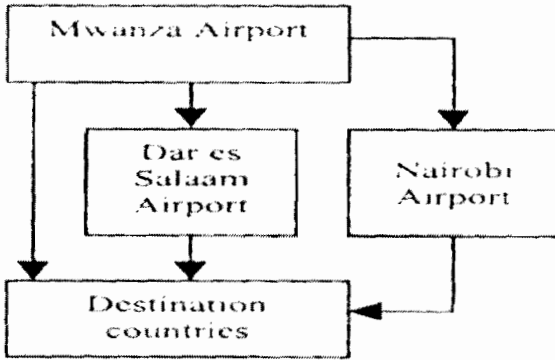 Mwanza Airport
Dar es
Salaam
Airport
Nairobi
Airport
Destination
countries